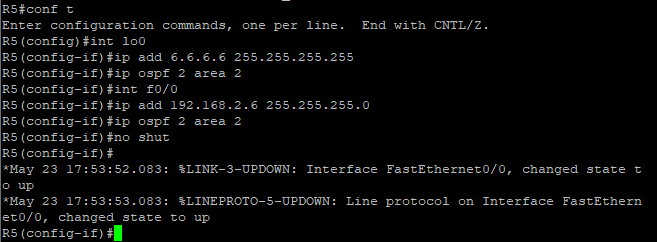 R5#conf t
Enter configuration commands, one per line.  End with CNTL/Z.
R5(config)#int lo0
R5(config-if)#ip add 6.6.6.6 255.255.255.255
R5(config-if)#ip ospf 2 area 2
R5(config-if)#int f0/0
R5(config-if)#ip add 192.168.2.6 255.255.255.0
R5(config-if)#ip ospf 2 area 2
R5(config-if)#no shut
R5(config-if)#
*May 23 17:53:52.083: %LINK-3-UPDOWN: Interface FastEthernet0/0, changed state t
o up
*May 23 17:53:53.083: %LINEPROTO-5-UPDOWN: Line protocol on Interface FastEthern
et0/0, changed state to up
R5(config-if)#